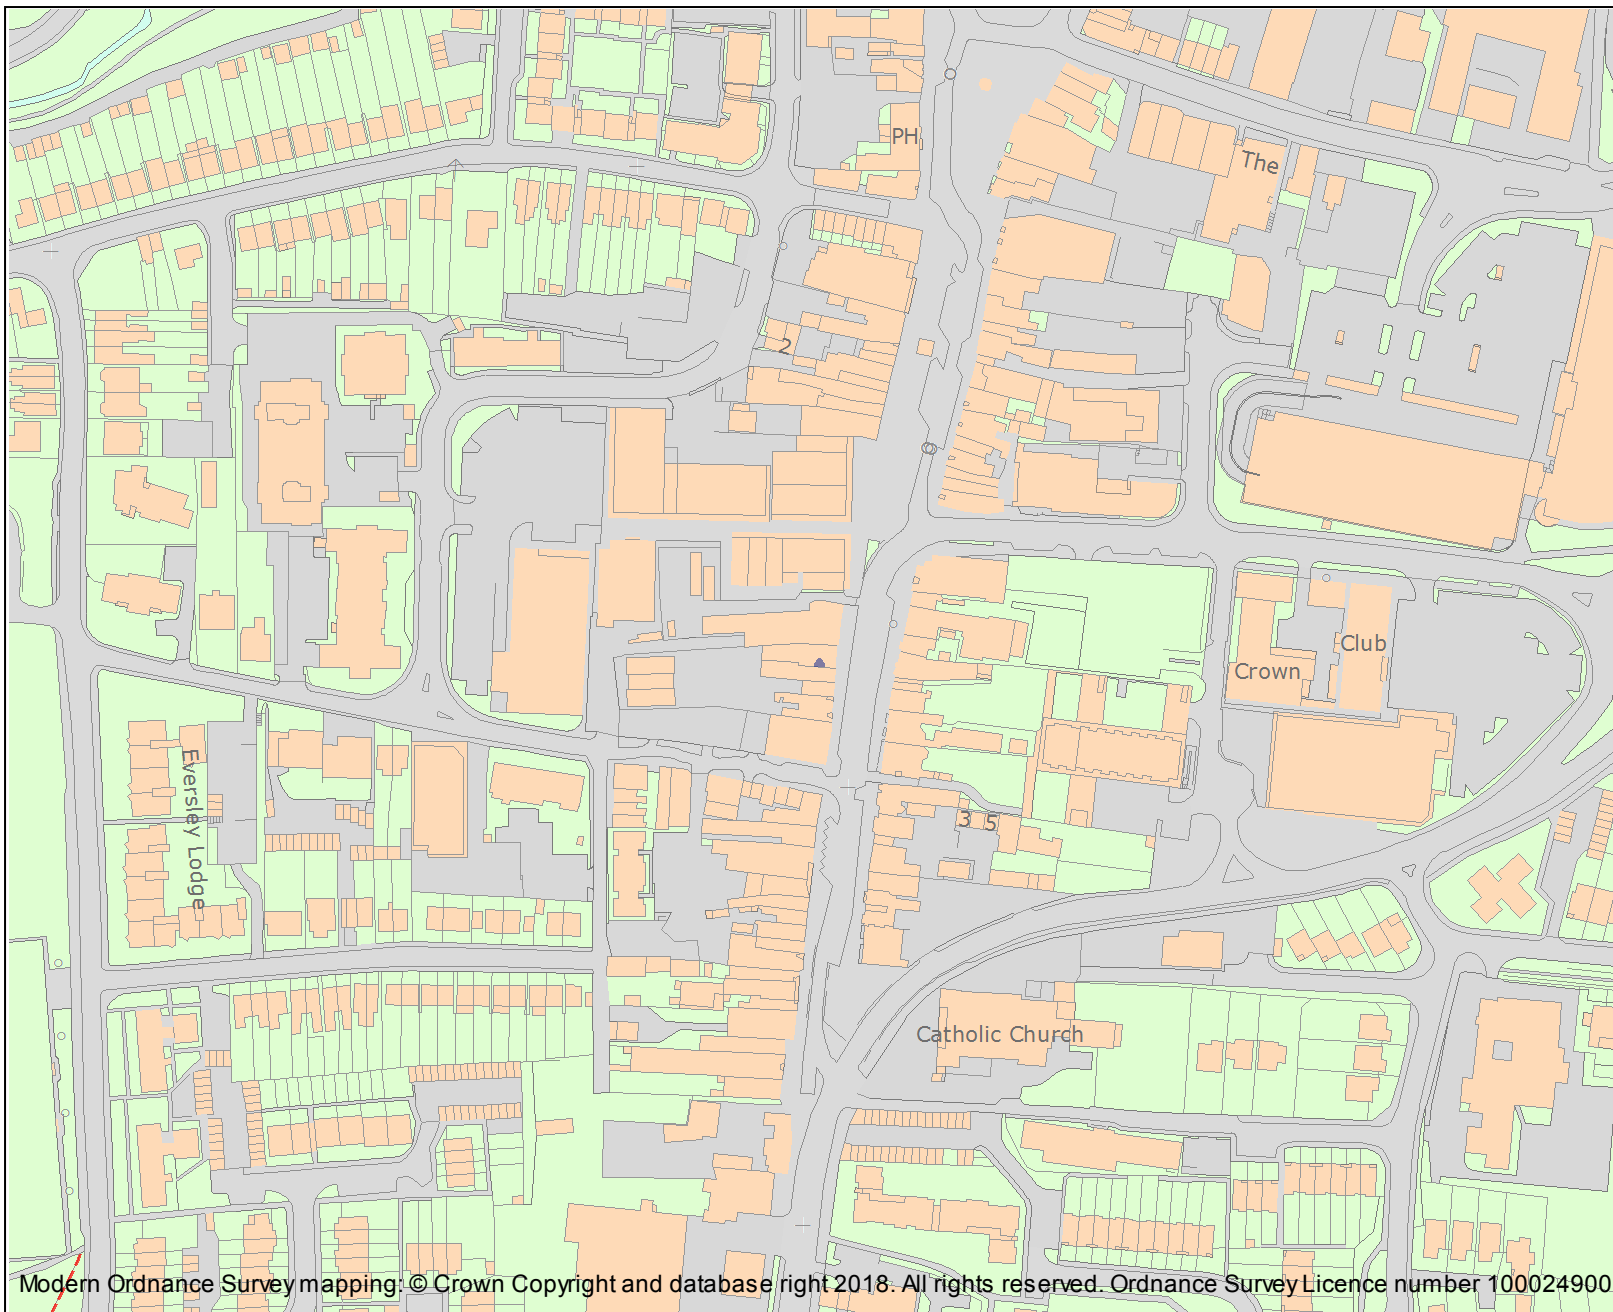 PH
The
2
Club
Crown
Eversley Lodge
3 5
Catholic Church
Modern Ordnance Survey mapping: © Crown Copyright and database right 2018. All rights reserved. Ordnance Survey Licence number 100024900